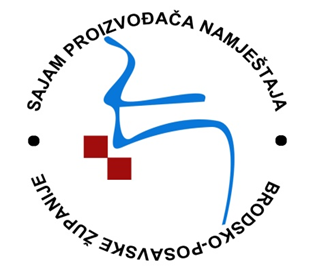 SAJAM PROIZVOĐAČA NAMJEŠTAJA
BRODSKO-POSAVSKE ŽUPANIJE